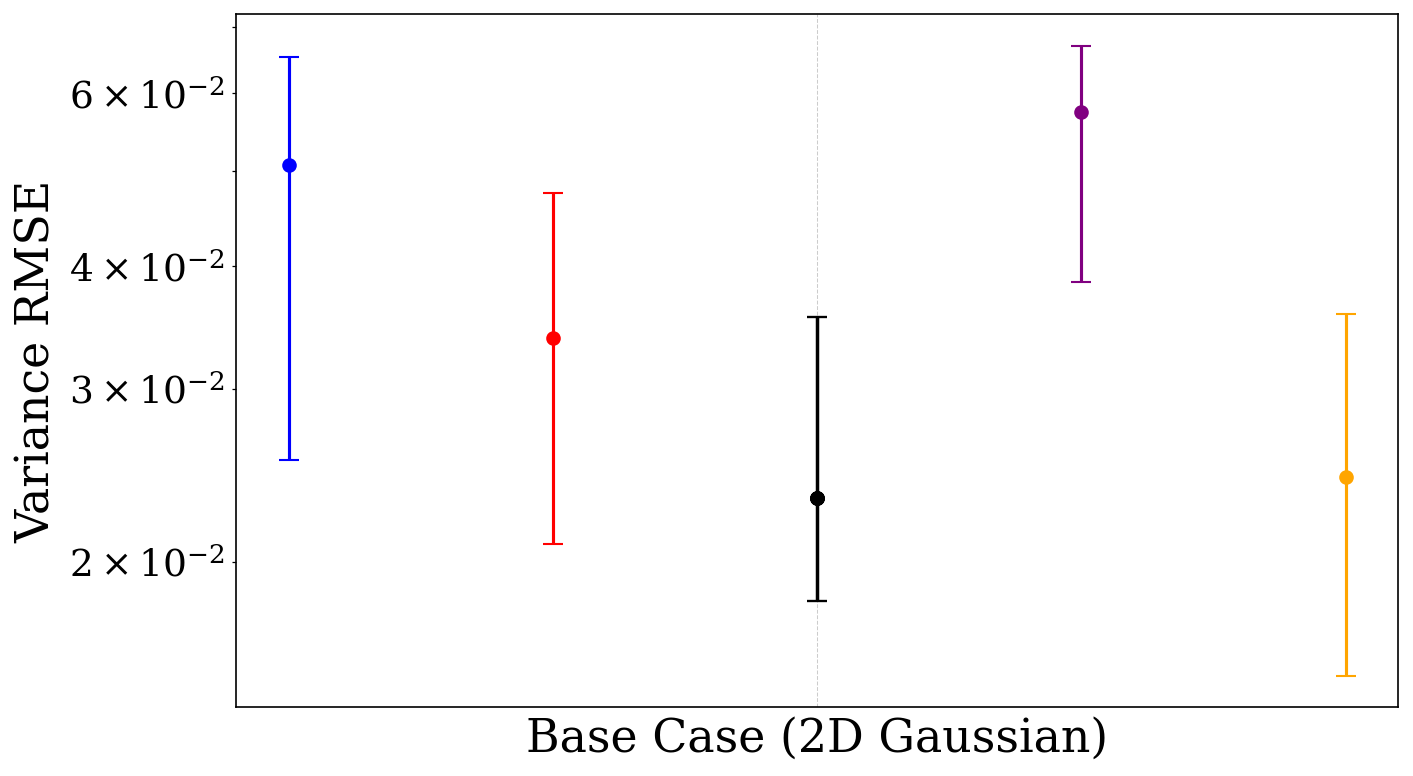 Variance RMSE
6 × 10⁻²
4 × 10⁻²
3 × 10⁻²
2 × 10⁻²
Base Case (2D Gaussian)